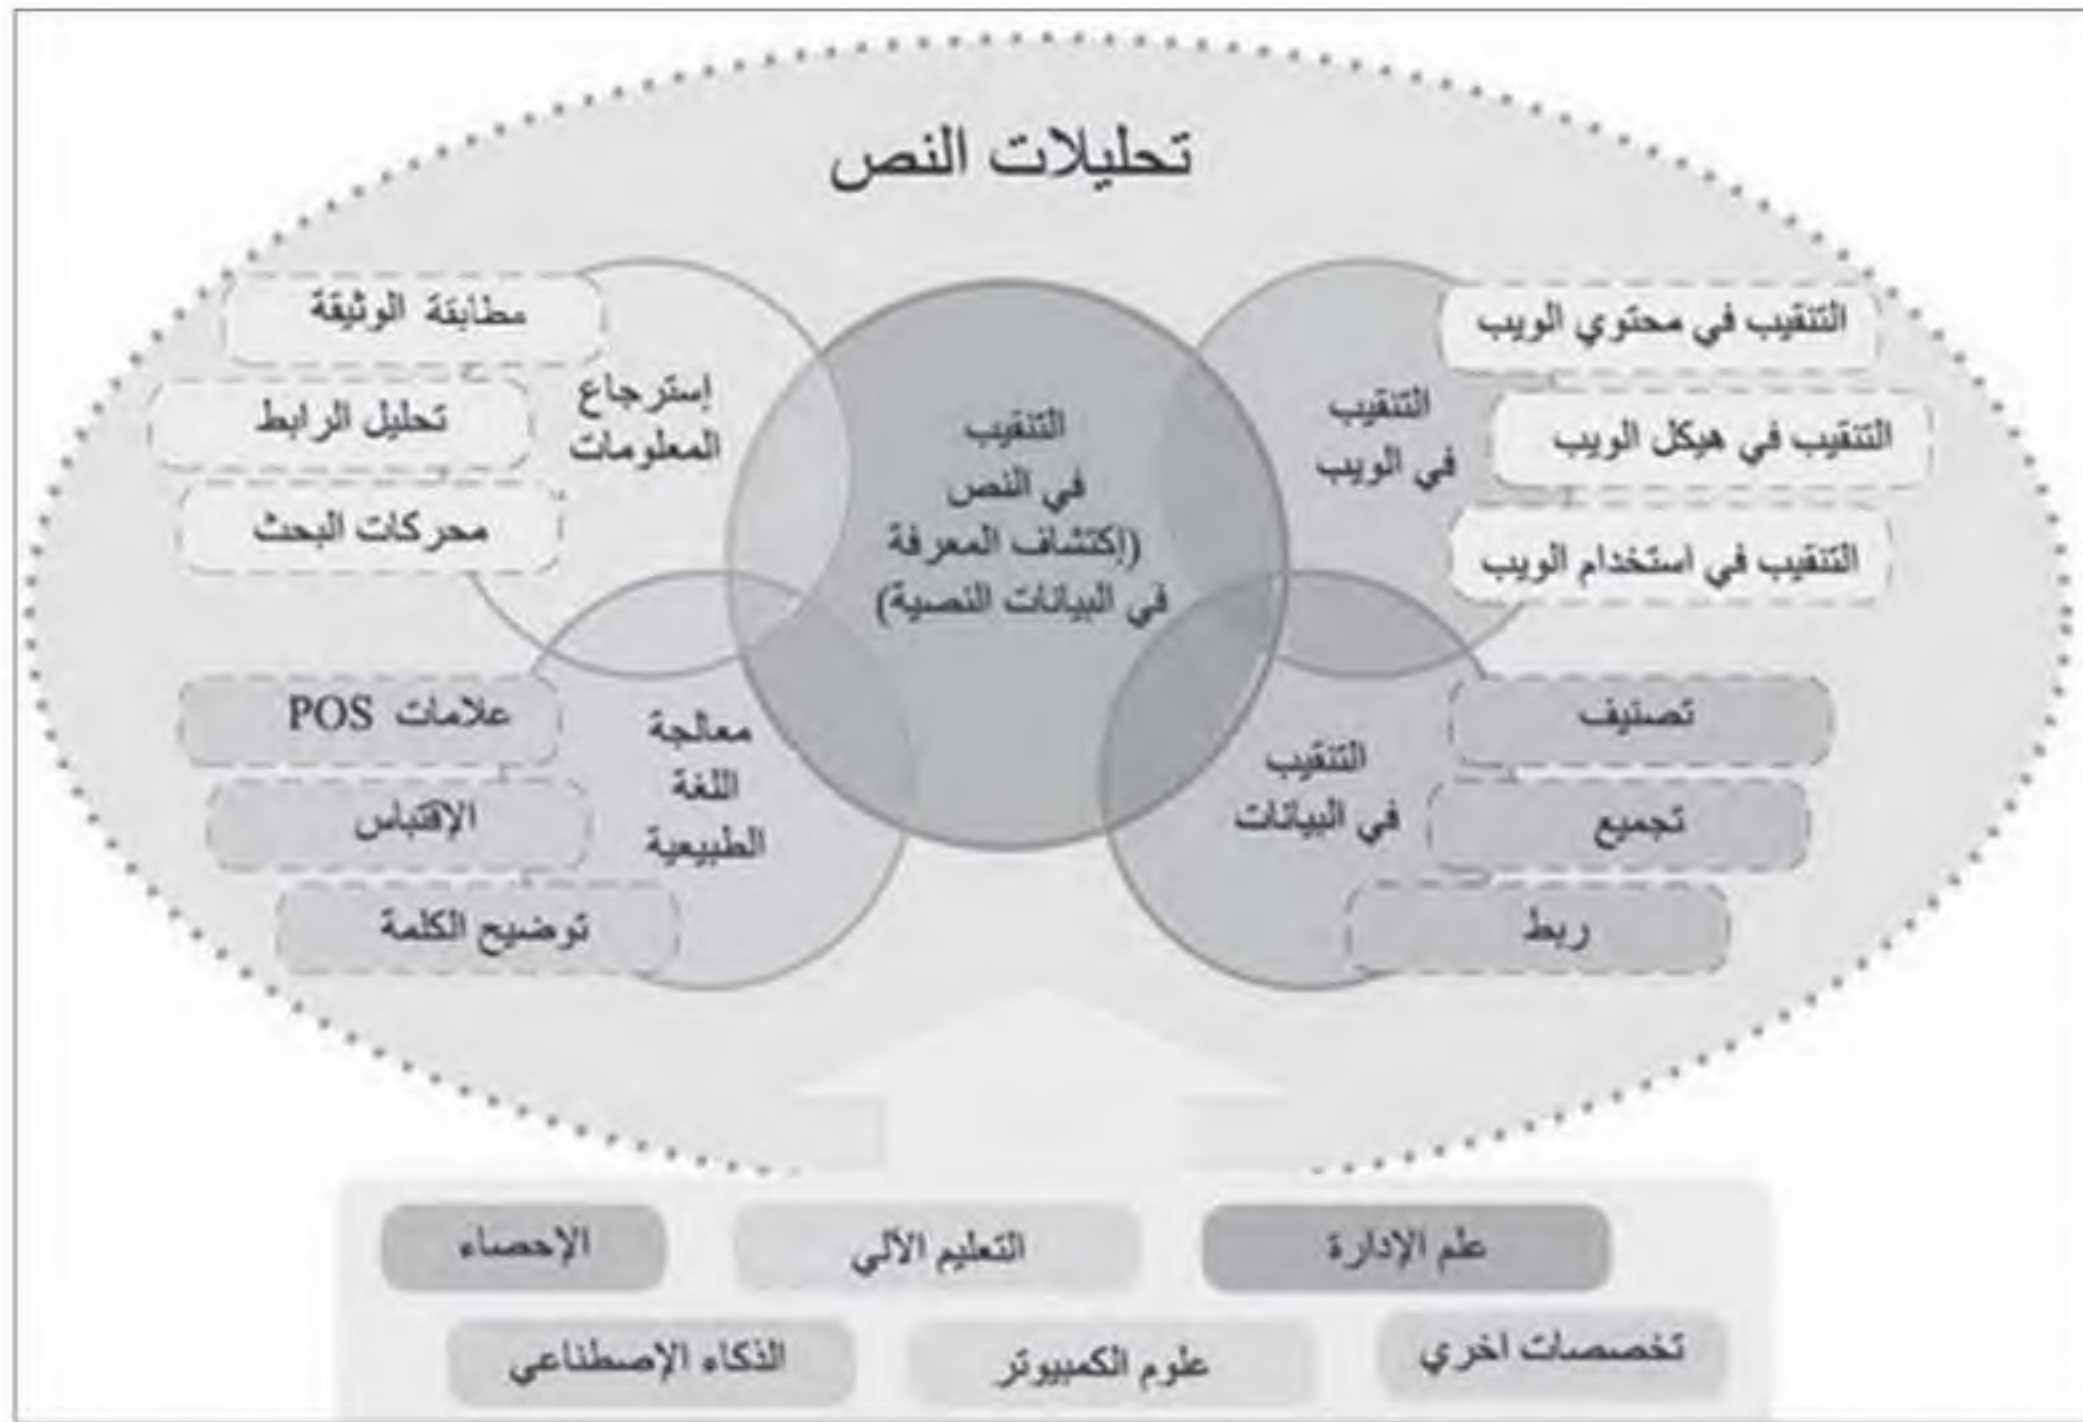 تحليلات النص
التنقيب في محتوي الويب
التنقيب في هيكل الويب
التنقيب في استخدام الويب
التنقيب
في الويب
التنقيب
في النص
(إكتشاف المعرفة
في البيانات النصية)
إسترجاع
المعلومات
مطابقة الوثيقة
تحليل الرابط
محركات البحث
تصنيف
تجميع
ربط
التنقيب
في البيانات
معالجة
اللغة
الطبيعية
علامات POS
الإقتباس
توضيح الكلمة
علم الإدارة
التعليم الآلي
الإحصاء
تخصصات اخري
علوم الكمبيوتر
الذكاء الإصطناعي